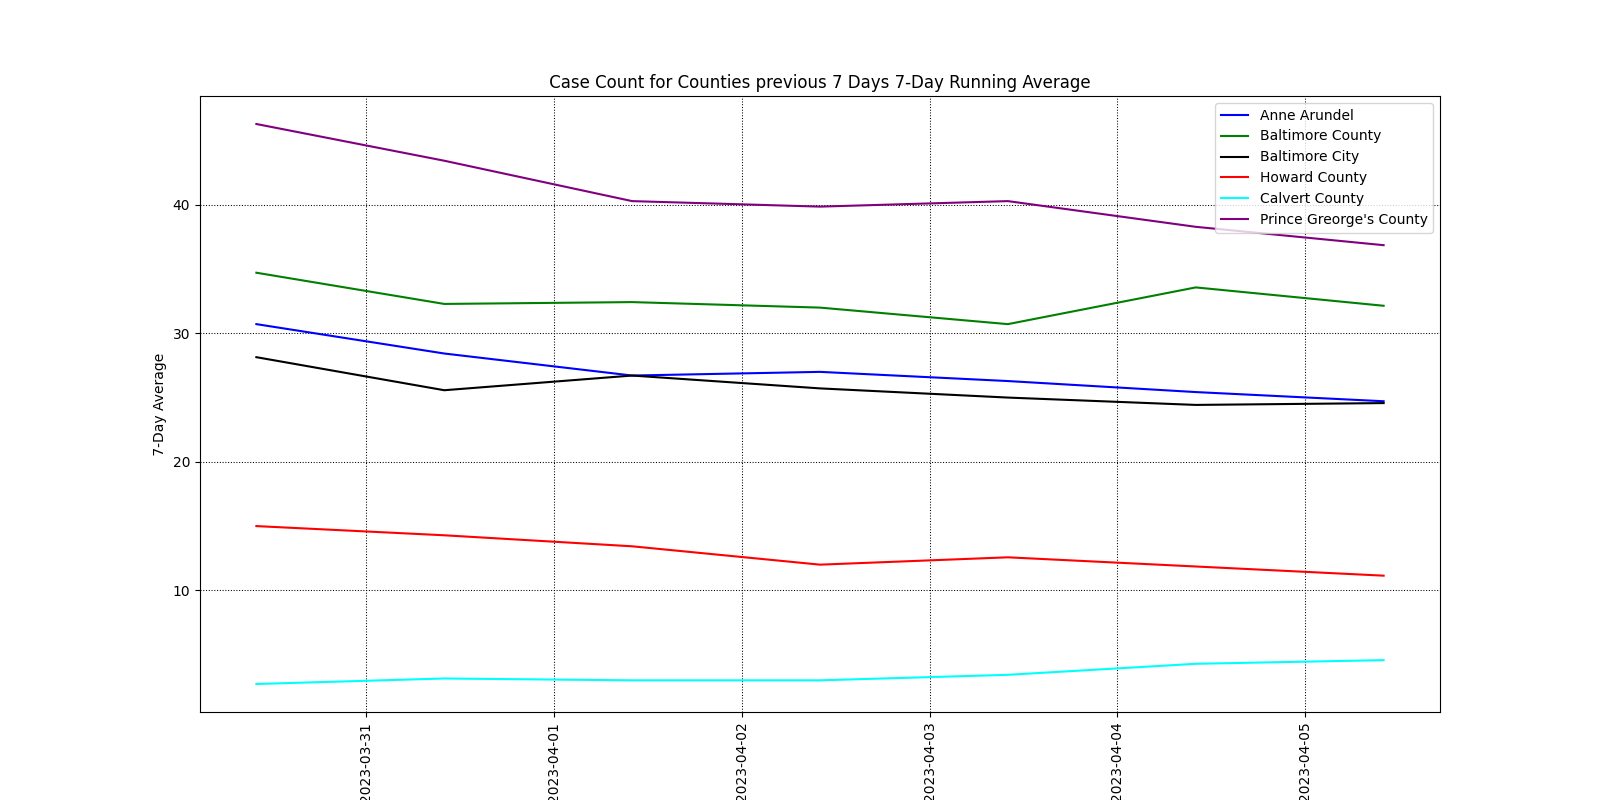 Case Count for Counties previous 7 Days 7-Day Running Average
Anne Arundel
Baltimore County
Baltimore City
Howard County
Calvert County
Prince Greorge's County
7-Day Average
40
30
20
10
2023-03-31
2023-04-01
2023-04-02
2023-04-03
2023-04-04
2023-04-05